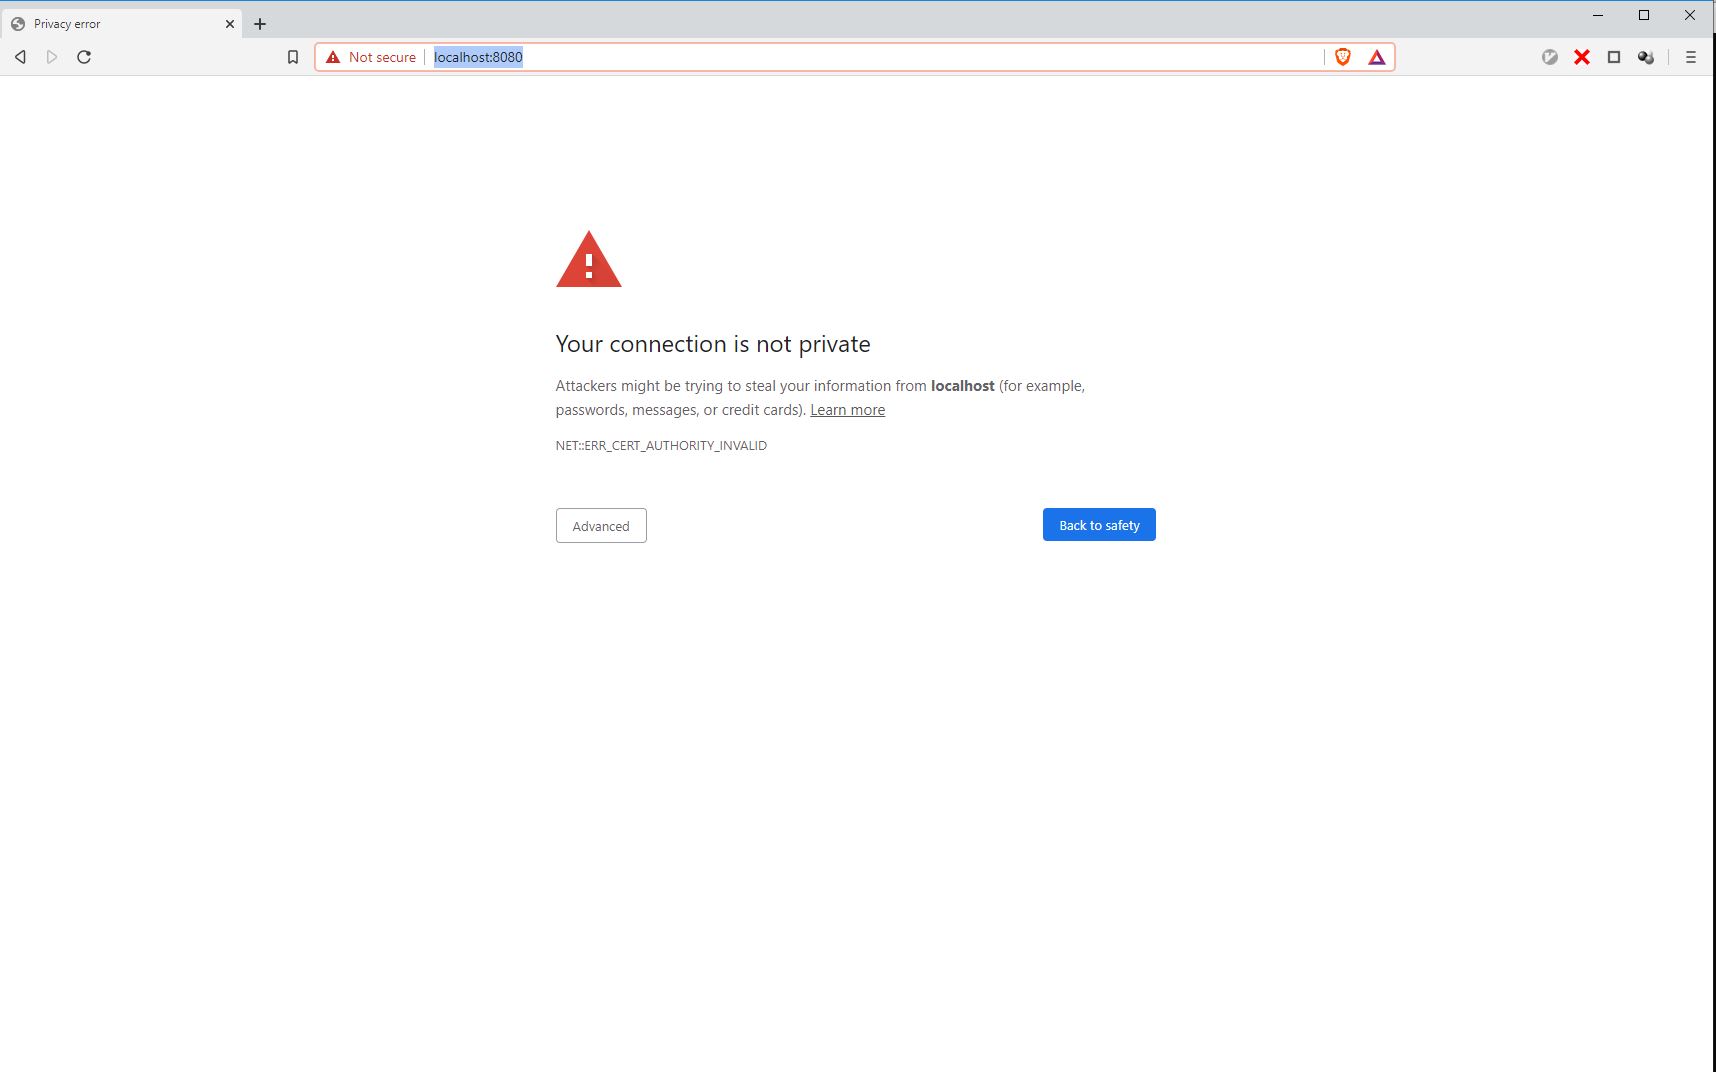 Privacy error
Not secure localhost:8080
Your connection is not private
Attackers might be trying to steal your information from localhost (for example,
passwords, messages, or credit cards). Learn more
NET::ERR_CERT_AUTHORITY_INVALID
Advanced Back to safety